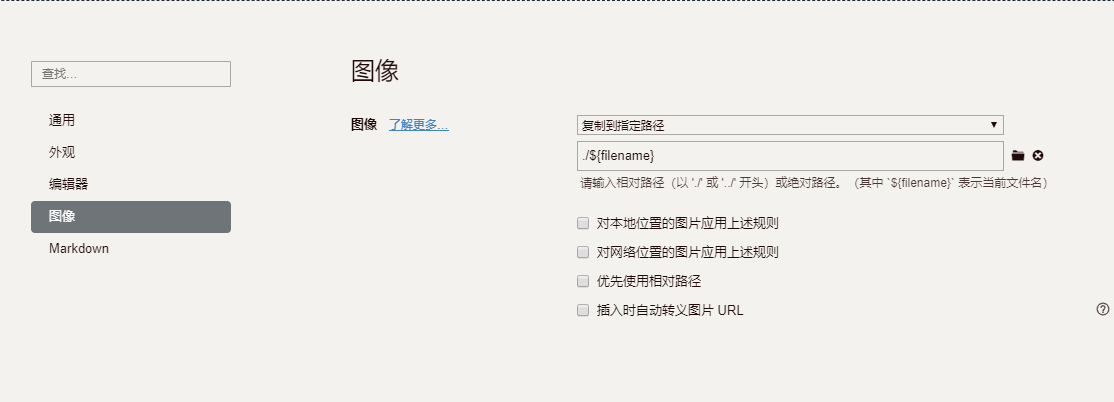 查找...
通用
外观
编辑器
图像
Markdown
图像
图像 了解更多...
复制到指定路径
./${filename}
请输入相对路径（以 './' 或 '../' 开头）或绝对路径。（其中 `${filename}` 表示当前文件名）
对本地位置的图片应用上述规则
对网络位置的图片应用上述规则
优先使用相对路径
插入时自动转义图片 URL